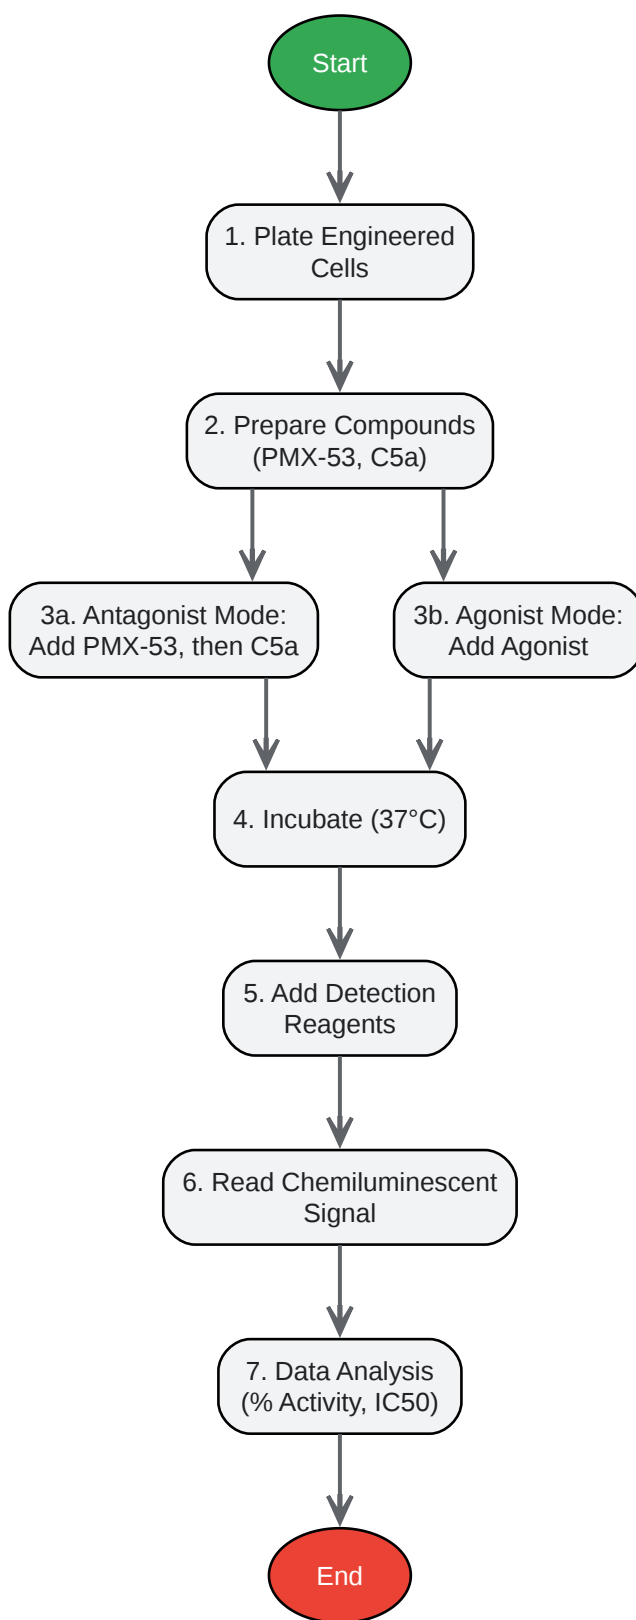 Start
1. Plate Engineered
Cells
2. Prepare Compounds
(PMX-53, C5a)
3a. Antagonist Mode:
Add PMX-53, then C5a
3b. Agonist Mode:
Add Agonist
4. Incubate (37°C)
5. Add Detection
Reagents
6. Read Chemiluminescent
Signal
7. Data Analysis
(% Activity, IC50)
End